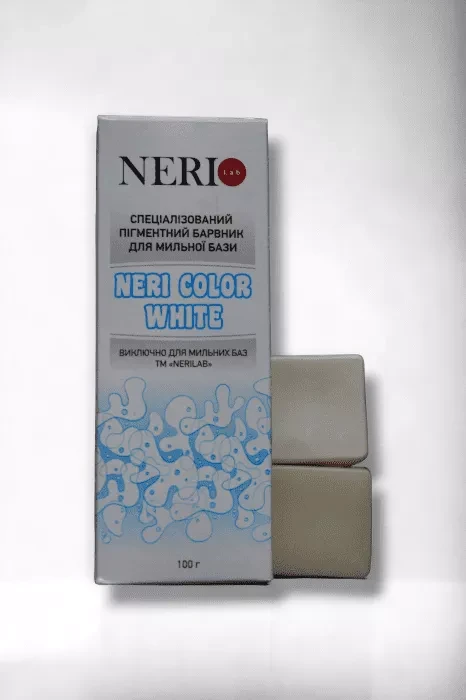 NERI Lab
СПЕЦІАЛІЗОВАНИЙ
ПІГМЕНТНИЙ БАРВНИК
ДЛЯ МИЛЬНОЇ БАЗИ
NERI COLOR
WHITE
ВИКЛЮЧНО ДЛЯ МИЛЬНИХ БАЗ
ТМ «NERILAB»
100 г